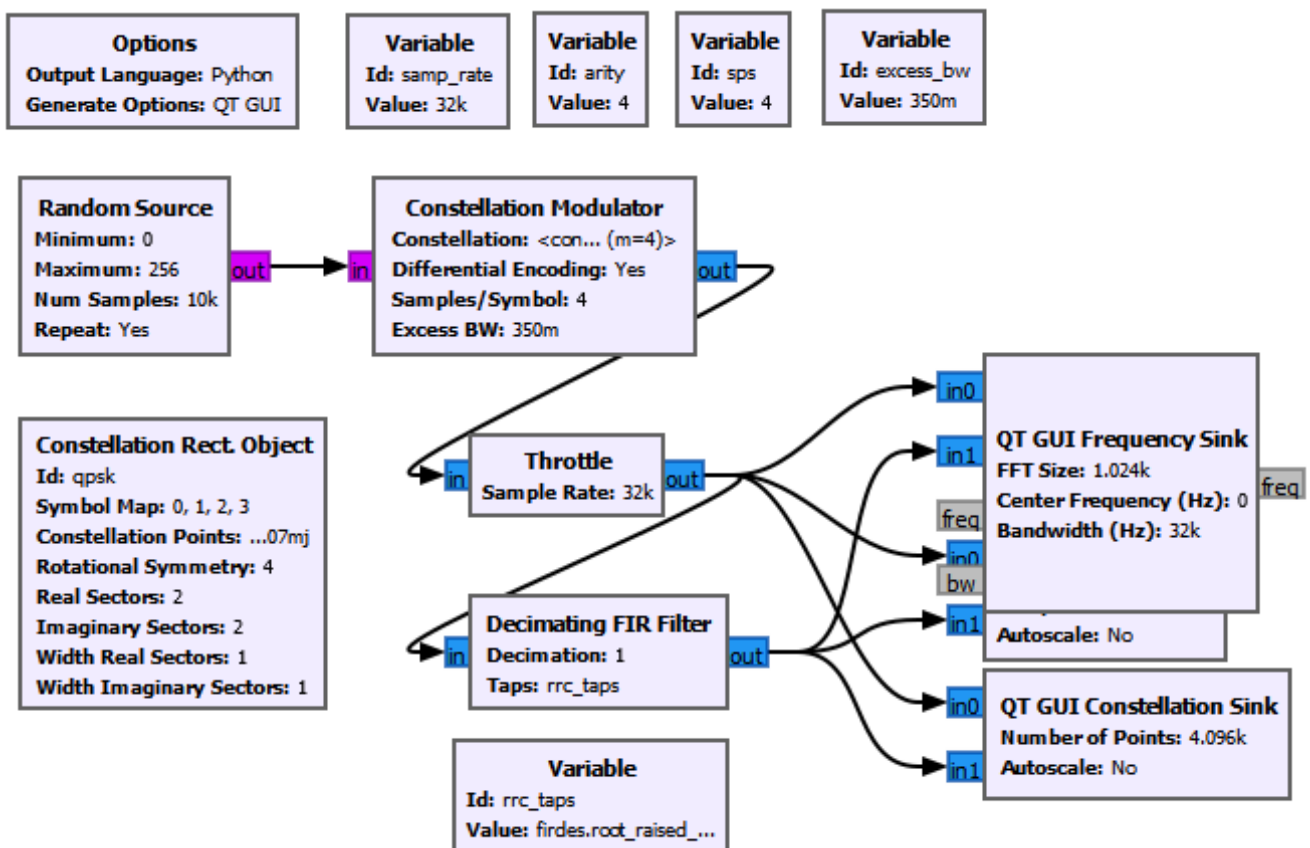 Options
Output Language: Python
Generate Options: QT GUI
Variable
Id: samp_rate
Value: 32k
Variable
Id: arity
Value: 4
Variable
Id: sps
Value: 4
Variable
Id: excess_bw
Value: 350m
Random Source
Minimum: 0
Maximum: 256
Num Samples: 10k
Repeat: Yes
out
in
Constellation Modulator
Constellation: <con... (m=4)>
Differential Encoding: Yes
Samples/Symbol: 4
Excess BW: 350m
out
Constellation Rect. Object
Id: qpsk
Symbol Map: 0, 1, 2, 3
Constellation Points: ...07mj
Rotational Symmetry: 4
Real Sectors: 2
Imaginary Sectors: 2
Width Real Sectors: 1
Width Imaginary Sectors: 1
in
Throttle
Sample Rate: 32k
out
in
Decimating FIR Filter
Decimation: 1
Taps: rrc_taps
out
Variable
Id: rrc_taps
Value: firdes.root_raised_...
in0
in1
freq
QT GUI Frequency Sink
FFT Size: 1.024k
Center Frequency (Hz): 0
Bandwidth (Hz): 32k
freq
in0
bw
in1
Autoscale: No
in0
in1
QT GUI Constellation Sink
Number of Points: 4.096k
Autoscale: No